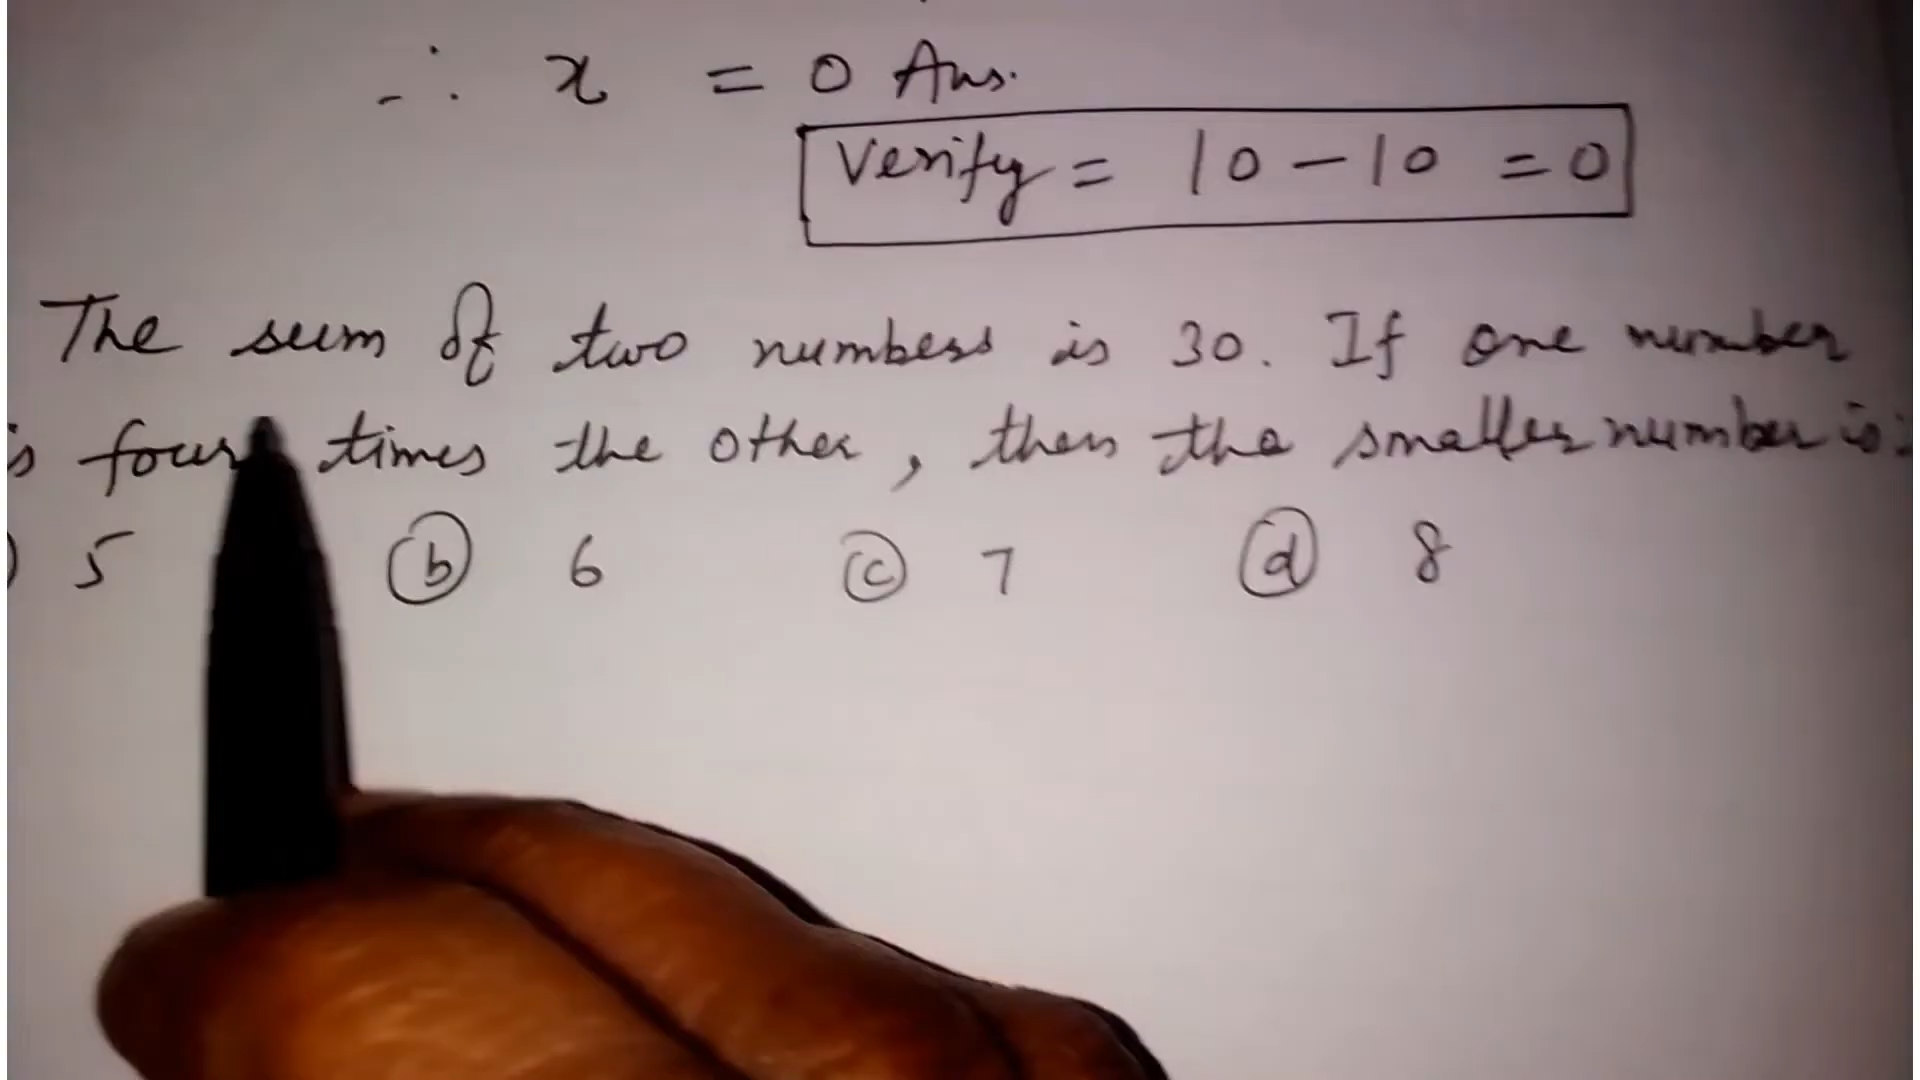 ∴ x = 0 Ans.
Verify = 10 - 10 = 0
The sum of two numbers is 30. If one number
is four times the other, then the smaller number is:
) 5 (b) 6 (c) 7 (d) 8